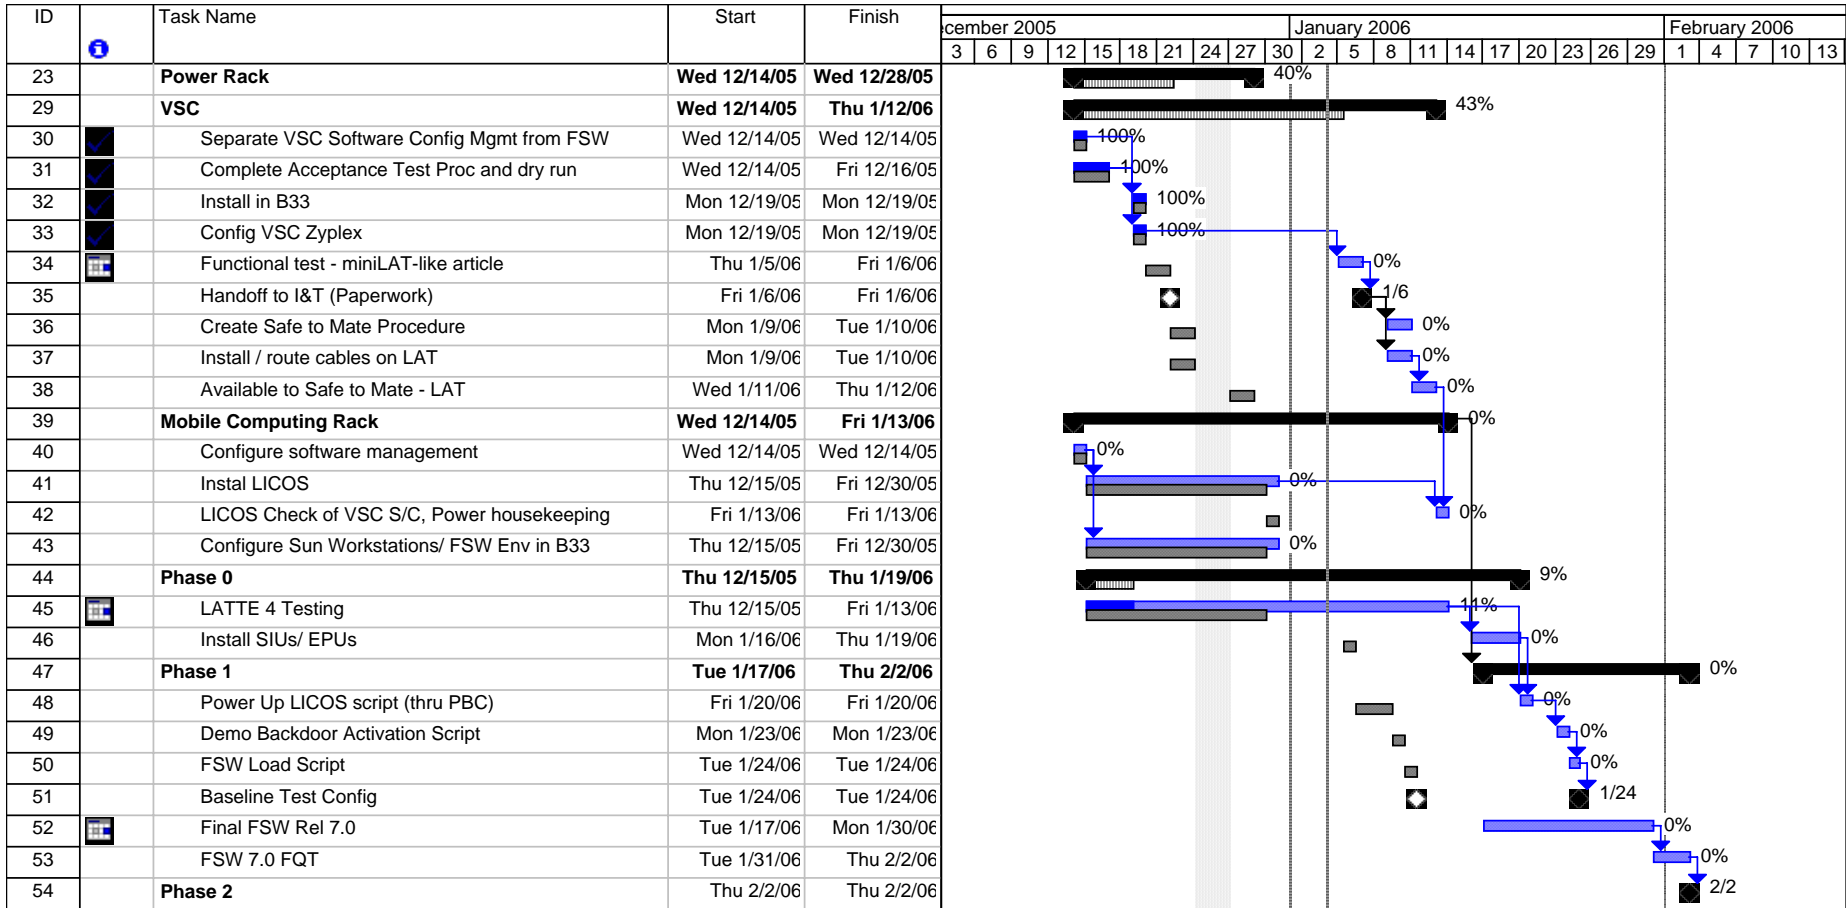 ID Task Name Start Finish
ecember 2005 January 2006 February 2006
3 6 9 12 15 18 21 24 27 30 2 5 8 11 14 17 20 23 26 29 1 4 7 10 13
23 Power Rack Wed 12/14/05 Wed 12/28/05 40%
29 VSC Wed 12/14/05 Thu 1/12/06 43%
30 Separate VSC Software Config Mgmt from FSW Wed 12/14/05 Wed 12/14/05 100%
31 Complete Acceptance Test Proc and dry run Wed 12/14/05 Fri 12/16/05 100%
32 Install in B33 Mon 12/19/05 Mon 12/19/05 100%
33 Config VSC Zyplex Mon 12/19/05 Mon 12/19/05 100%
34 Functional test - miniLAT-like article Thu 1/5/06 Fri 1/6/06 0%
35 Handoff to I&T (Paperwork) Fri 1/6/06 Fri 1/6/06 1/6
36 Create Safe to Mate Procedure Mon 1/9/06 Tue 1/10/06 0%
37 Install / route cables on LAT Mon 1/9/06 Tue 1/10/06 0%
38 Available to Safe to Mate - LAT Wed 1/11/06 Thu 1/12/06 0%
39 Mobile Computing Rack Wed 12/14/05 Fri 1/13/06 0%
40 Configure software management Wed 12/14/05 Wed 12/14/05 0%
41 Instal LICOS Thu 12/15/05 Fri 12/30/05 0%
42 LICOS Check of VSC S/C, Power housekeeping Fri 1/13/06 Fri 1/13/06 0%
43 Configure Sun Workstations/ FSW Env in B33 Thu 12/15/05 Fri 12/30/05 0%
44 Phase 0 Thu 12/15/05 Thu 1/19/06 9%
45 LATTE 4 Testing Thu 12/15/05 Fri 1/13/06 11%
46 Install SIUs/ EPUs Mon 1/16/06 Thu 1/19/06 0%
47 Phase 1 Tue 1/17/06 Thu 2/2/06 0%
48 Power Up LICOS script (thru PBC) Fri 1/20/06 Fri 1/20/06 0%
49 Demo Backdoor Activation Script Mon 1/23/06 Mon 1/23/06 0%
50 FSW Load Script Tue 1/24/06 Tue 1/24/06 0%
51 Baseline Test Config Tue 1/24/06 Tue 1/24/06 1/24
52 Final FSW Rel 7.0 Tue 1/17/06 Mon 1/30/06 0%
53 FSW 7.0 FQT Tue 1/31/06 Thu 2/2/06 0%
54 Phase 2 Thu 2/2/06 Thu 2/2/06 2/2